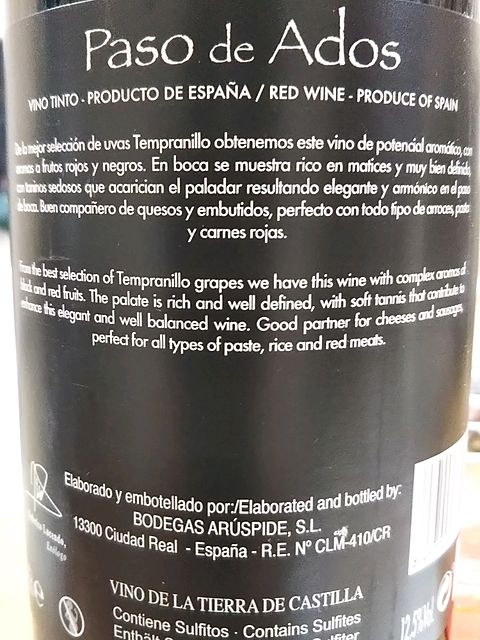 Paso de Ados
VINO TINTO - PRODUCTO DE ESPAÑA / RED WINE - PRODUCE OF SPAIN
De la mejor selección de uvas Tempranillo obtenemos este vino de potencial aromático, con
aromas a frutos rojos y negros. En boca se muestra rico en matices y muy bien definido,
con taninos sedosos que acarician el paladar resultando elegante y armónico en el paso
de boca. Buen compañero de quesos y embutidos, perfecto con todo tipo de arroces, pasta
y carnes rojas.
From the best selection of Tempranillo grapes we have this wine with complex aromas of
black and red fruits. The palate is rich and well defined, with soft tannis that contribute to
enhance this elegant and well balanced wine. Good partner for cheeses and sausages,
perfect for all types of paste, rice and red meats.
Elaborado y embotellado por:/Elaborated and bottled by:
BODEGAS ARÚSPIDE, S.L.
13300 Ciudad Real - España - R.E. Nº CLM-410/CR
Enólogo
VINO DE LA TIERRA DE CASTILLA
Contiene Sulfitos · Contains Sulfites
12,5%Vol